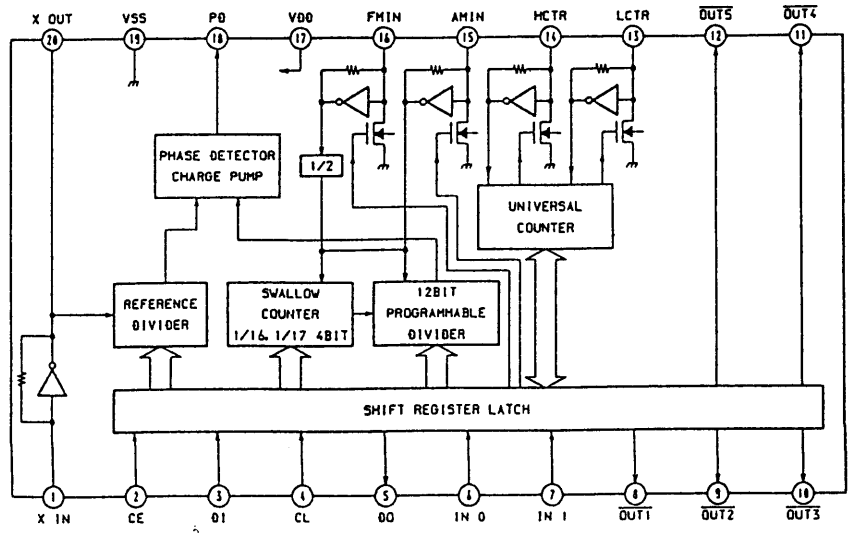 X OUT VSS PD VDD FMIN AMIN HCTR LCTR OUT5 OUT4
20 19 18 17 16 15 14 13 12 11
PHASE DETECTOR
CHARGE PUMP
1/2
UNIVERSAL
COUNTER
REFERENCE
DIVIDER
SWALLOW
COUNTER
1/16, 1/17 4BIT
12BIT
PROGRAMMABLE
DIVIDER
SHIFT REGISTER LATCH
1 2 3 4 5 6 7 8 9 10
X IN CE DI CL DO IN 0 IN 1 OUT1 OUT2 OUT3